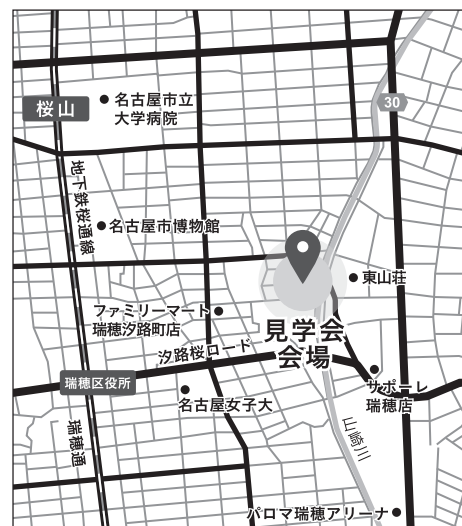 桜山
名古屋市立
大学病院
30
地下鉄桜通線
名古屋市博物館
東山荘
ファミリーマート
瑞穂汐路町店
見学会
会場
汐路桜ロード
瑞穂区役所
サポーレ
瑞穂店
名古屋女子大
瑞穂通
山崎川
パロマ瑞穂アリーナ